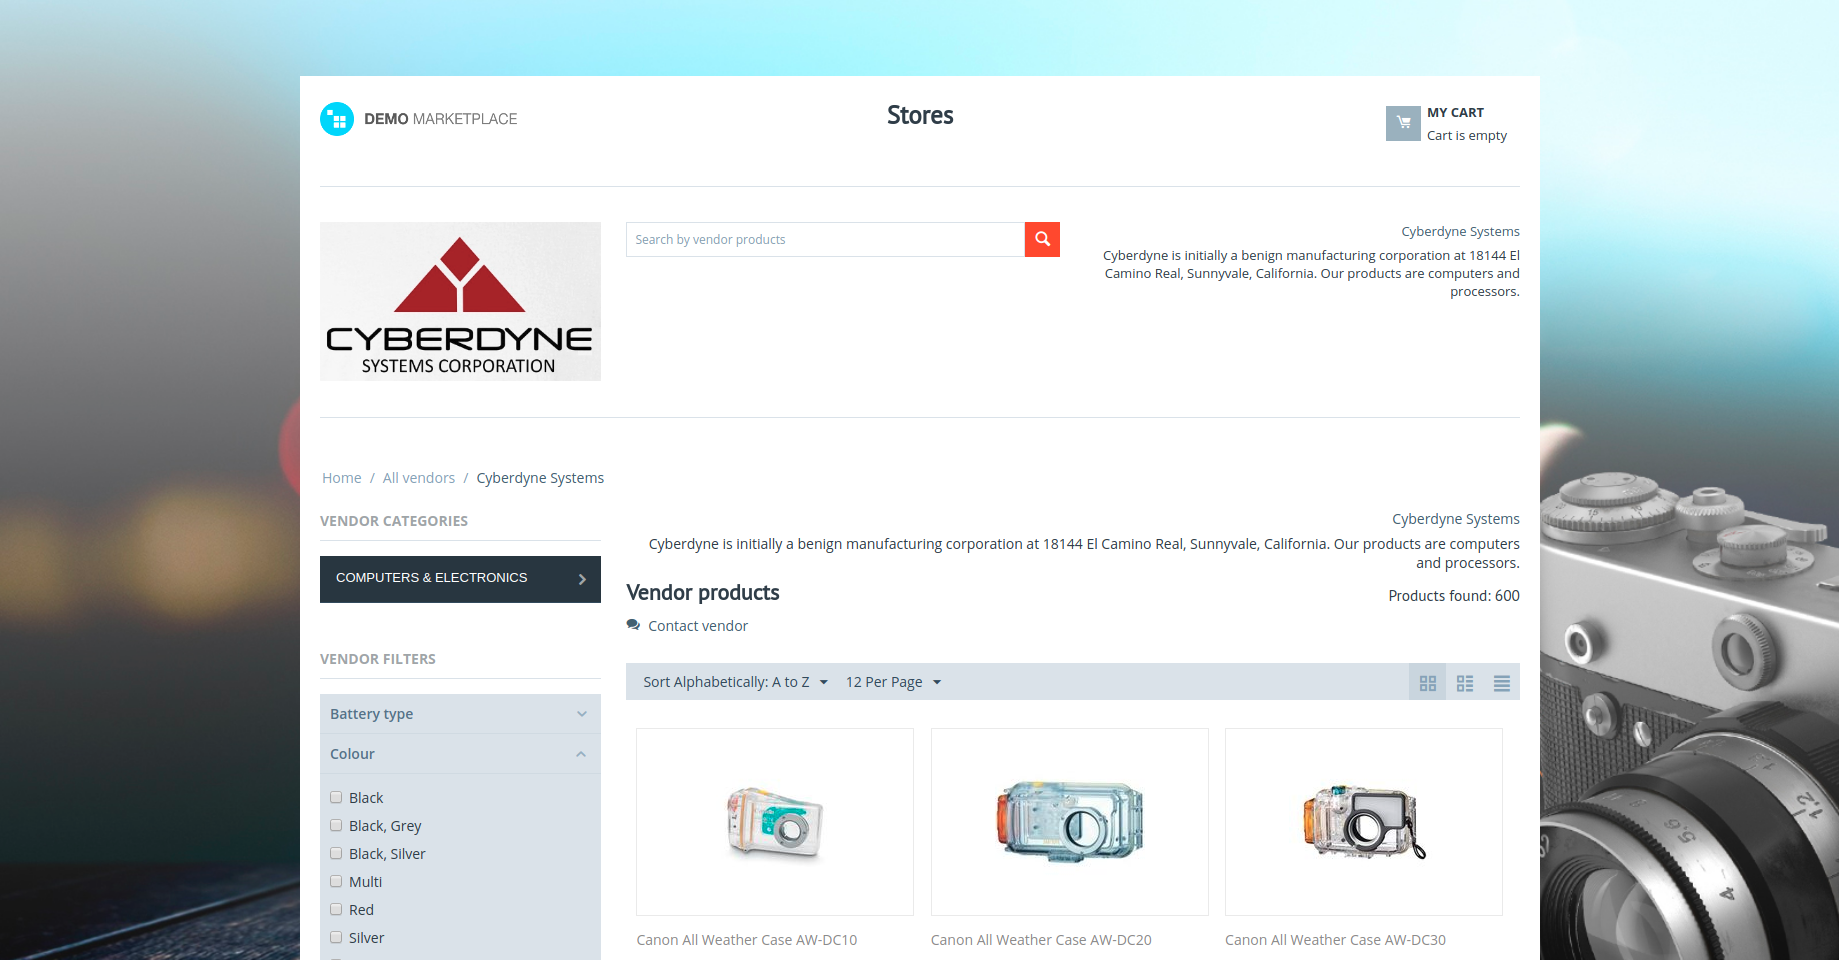 DEMO MARKETPLACE
Stores
MY CART
Cart is empty
CYBERDYNE
SYSTEMS CORPORATION
Search by vendor products
Cyberdyne Systems
Cyberdyne is initially a benign manufacturing corporation at 18144 El
Camino Real, Sunnyvale, California. Our products are computers and
processors.
Home / All vendors / Cyberdyne Systems
VENDOR CATEGORIES
COMPUTERS & ELECTRONICS
VENDOR FILTERS
Battery type
Colour
Black
Black, Grey
Black, Silver
Multi
Red
Silver
Cyberdyne Systems
Cyberdyne is initially a benign manufacturing corporation at 18144 El Camino Real, Sunnyvale, California. Our products are computers
and processors.
Vendor products
Products found: 600
Contact vendor
Sort Alphabetically: A to Z
12 Per Page
Canon All Weather Case AW-DC10
Canon All Weather Case AW-DC20
Canon All Weather Case AW-DC30
1,2
5,6
4